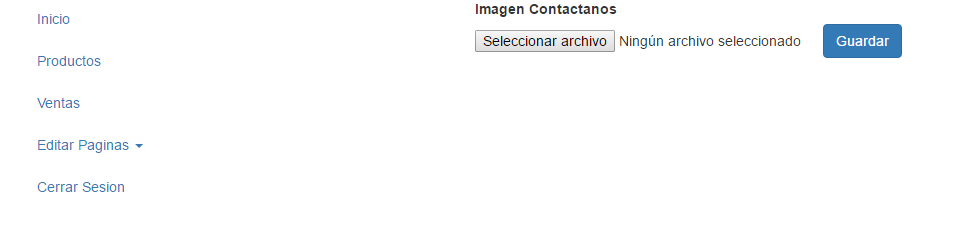 Inicio
Productos
Ventas
Editar Paginas
Cerrar Sesion
Imagen Contactanos
Seleccionar archivo Ningún archivo seleccionado Guardar